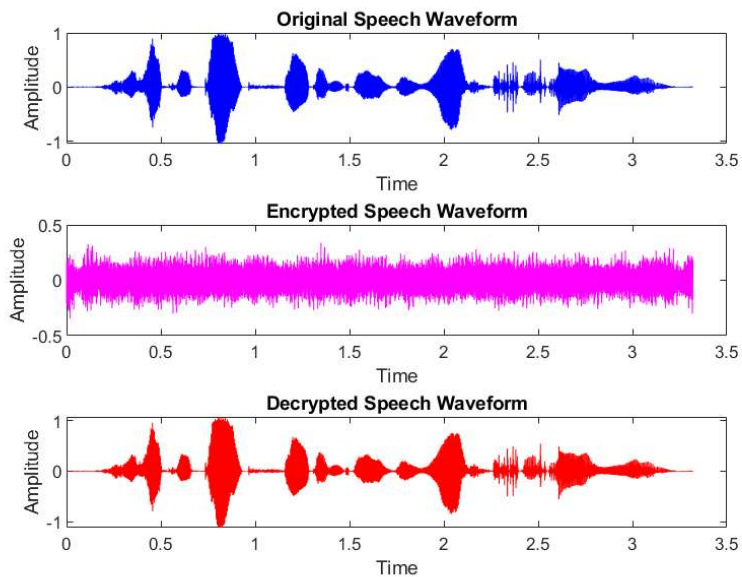 Original Speech Waveform
1
0
-1
Amplitude
0 0.5 1 1.5 2 2.5 3 3.5
Time
Encrypted Speech Waveform
0.5
0
-0.5
Amplitude
0 0.5 1 1.5 2 2.5 3 3.5
Time
Decrypted Speech Waveform
1
0
-1
Amplitude
0 0.5 1 1.5 2 2.5 3 3.5
Time